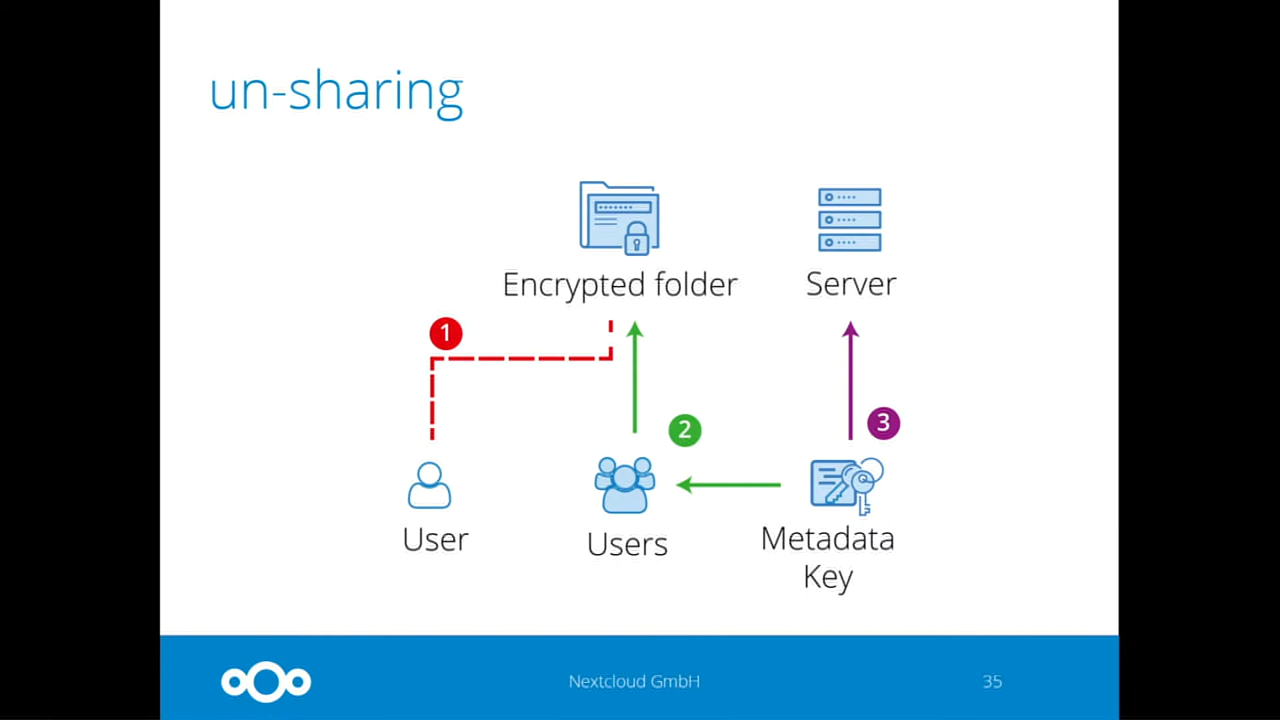 un-sharing
Encrypted folder
Server
1
2
3
User
Users
Metadata
Key
Nextcloud GmbH
35